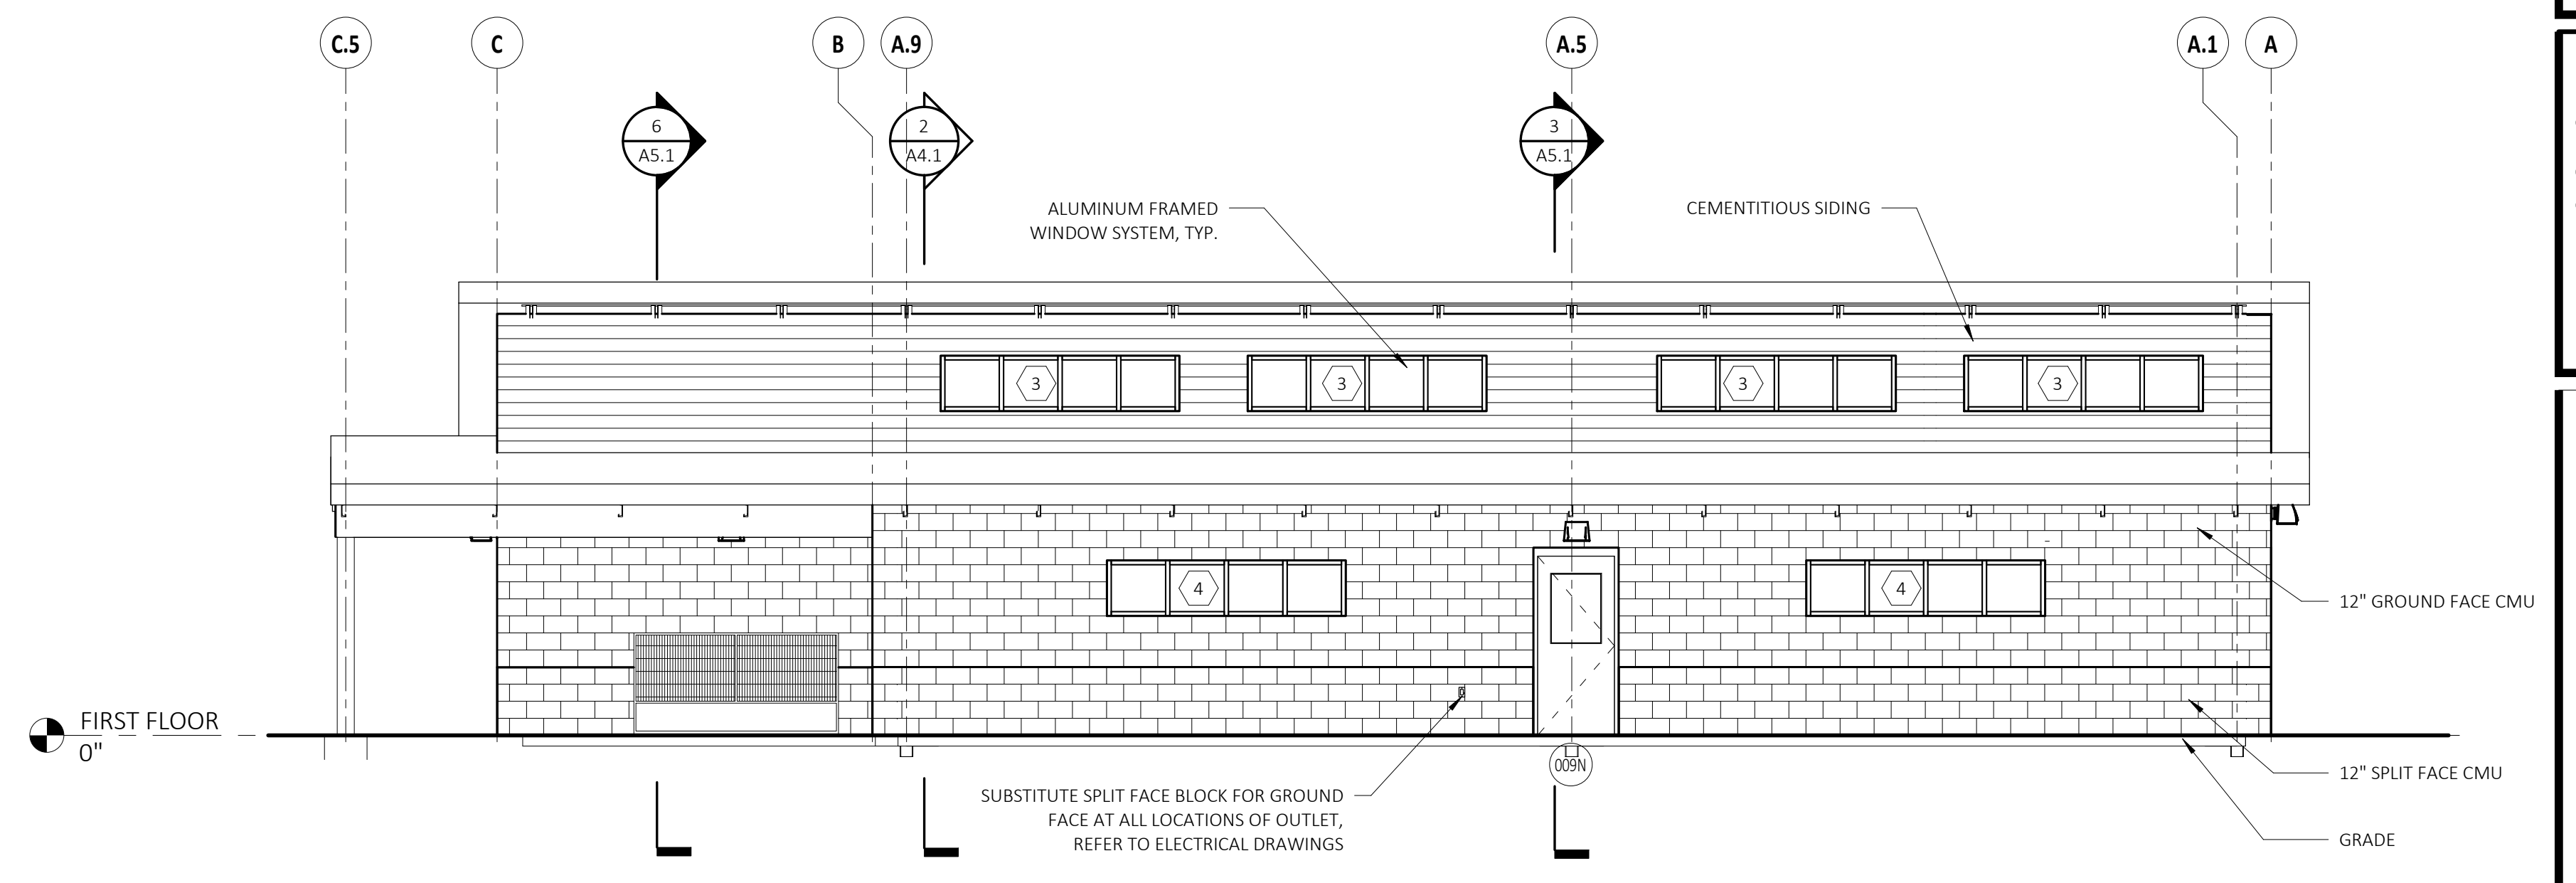 C.5
C
B
A.9
A.5
A.1
A
6
A5.1
2
A4.1
3
A5.1
ALUMINUM FRAMED
WINDOW SYSTEM, TYP.
CEMENTITIOUS SIDING
3
3
3
3
4
4
12" GROUND FACE CMU
FIRST FLOOR
0"
009N
12" SPLIT FACE CMU
SUBSTITUTE SPLIT FACE BLOCK FOR GROUND
FACE AT ALL LOCATIONS OF OUTLET,
REFER TO ELECTRICAL DRAWINGS
GRADE